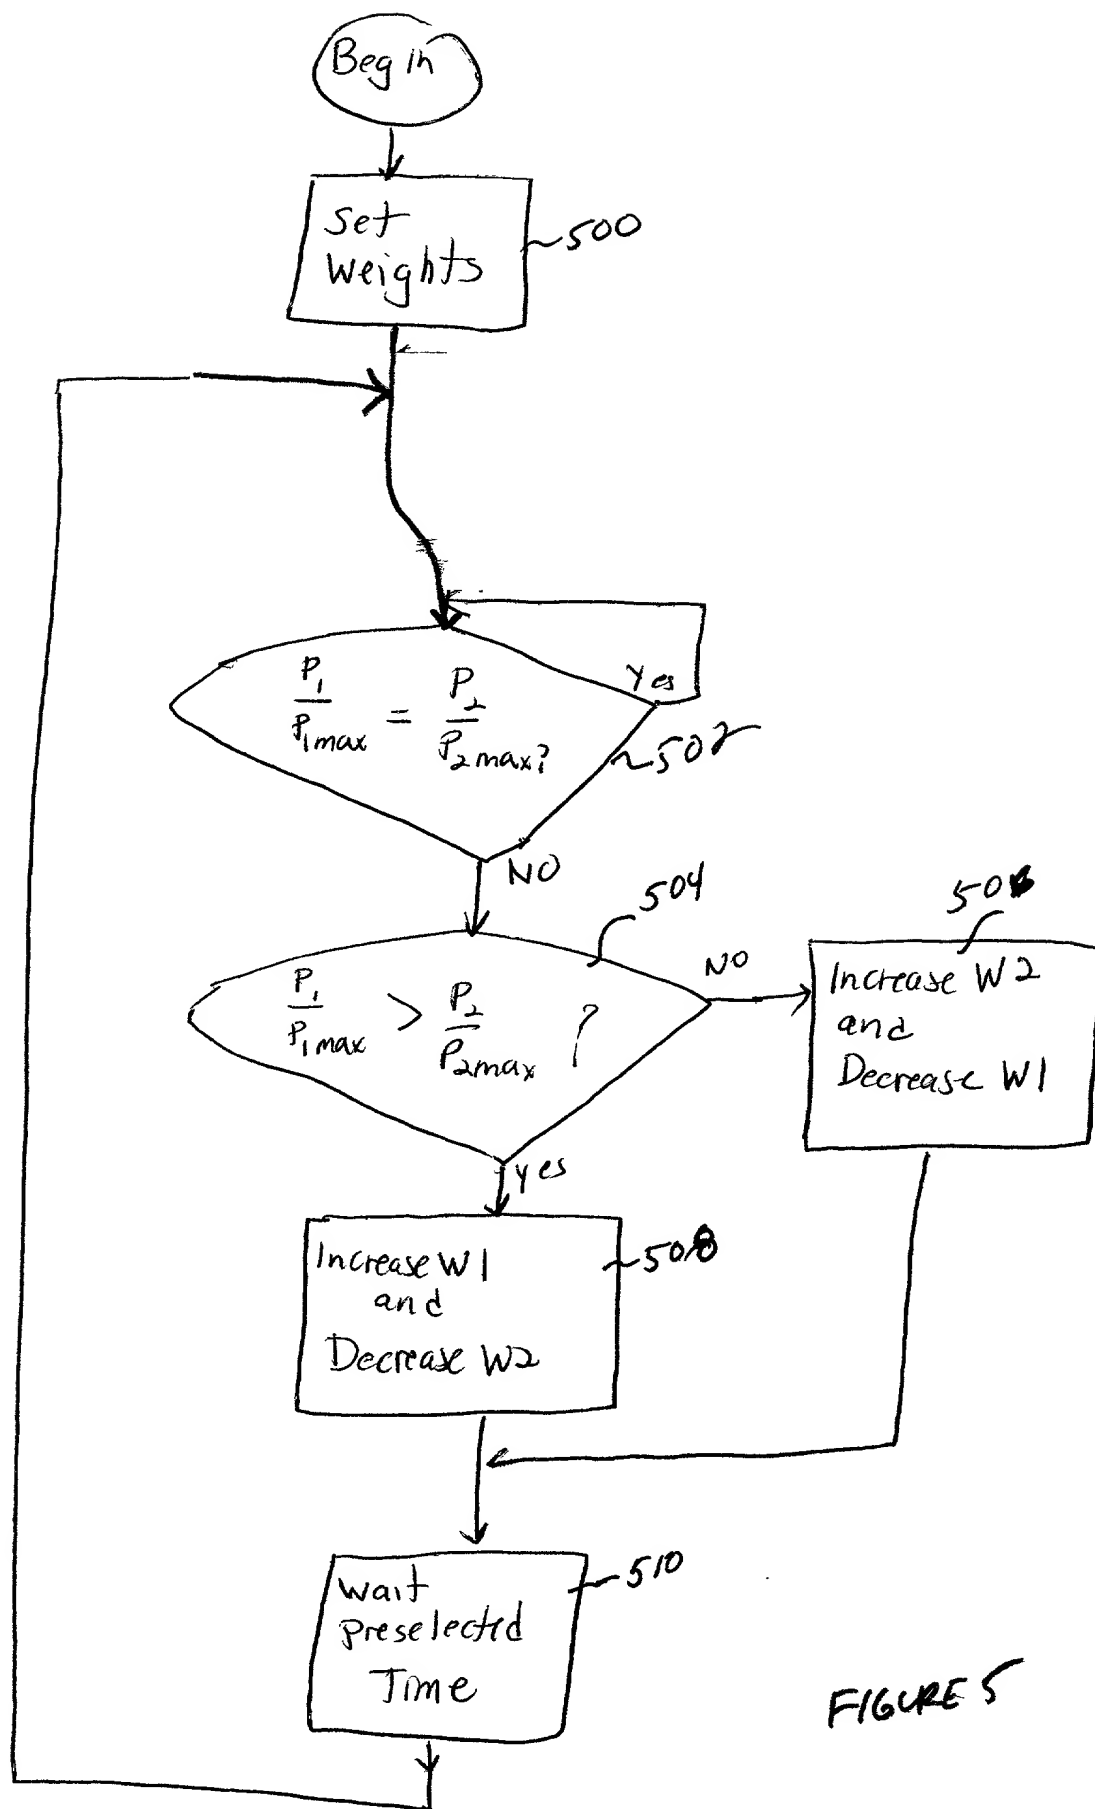 Begin
Set
Weights
500
P1
P1max
=
P2
P2max?
Yes
502
NO
504
P1
P1max
>
P2
P2max
?
NO
506
Increase W2
and
Decrease W1
yes
Increase W1
and
Decrease W2
508
Wait
preselected
Time
510
FIGURE 5